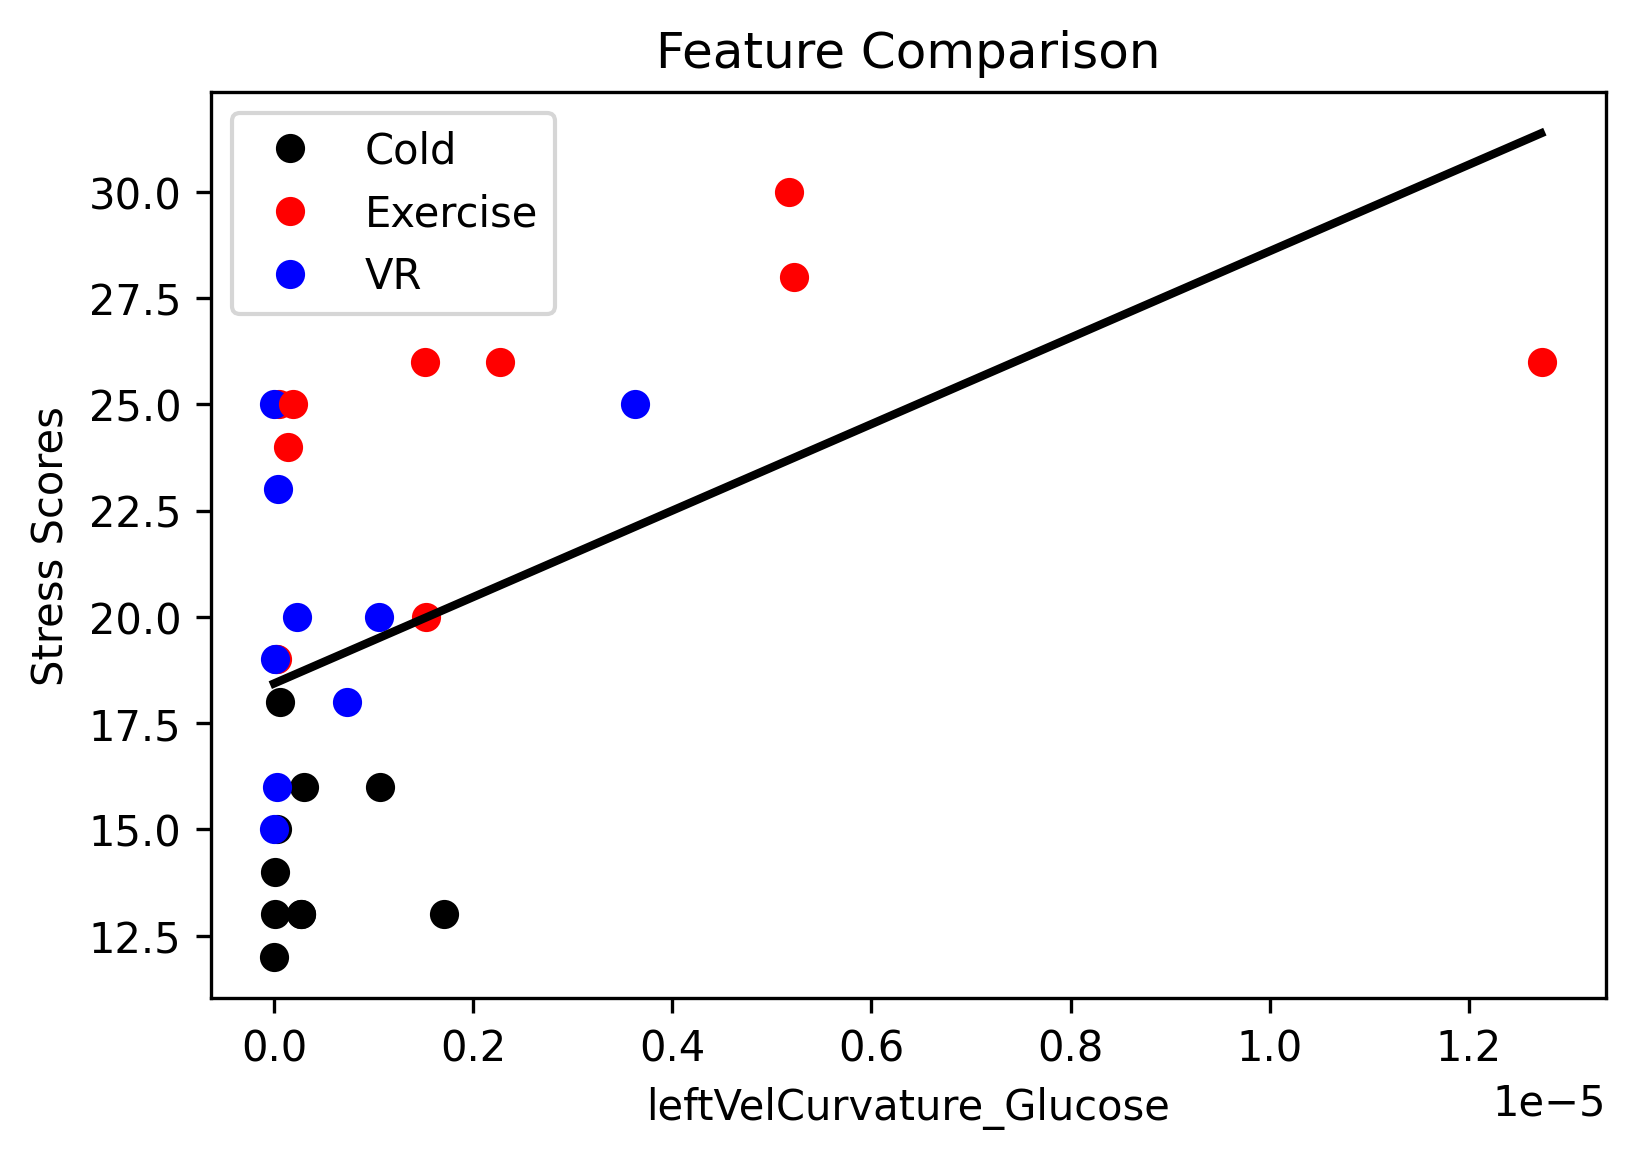 Feature Comparison
Cold
Exercise
VR
Stress Scores
30.0
27.5
25.0
22.5
20.0
17.5
15.0
12.5
0.0 0.2 0.4 0.6 0.8 1.0 1.2
1e−5
leftVelCurvature_Glucose